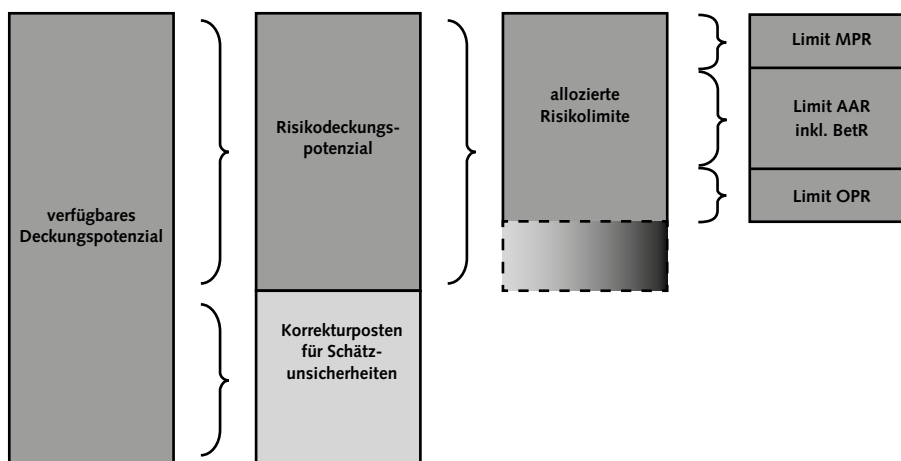 verfügbares
Deckungspotenzial
Risikodeckungs-
potenzial
Korrekturposten
für Schätz-
unsicherheiten
allozierte
Risikolimite
Limit MPR
Limit AAR
inkl. BetR
Limit OPR